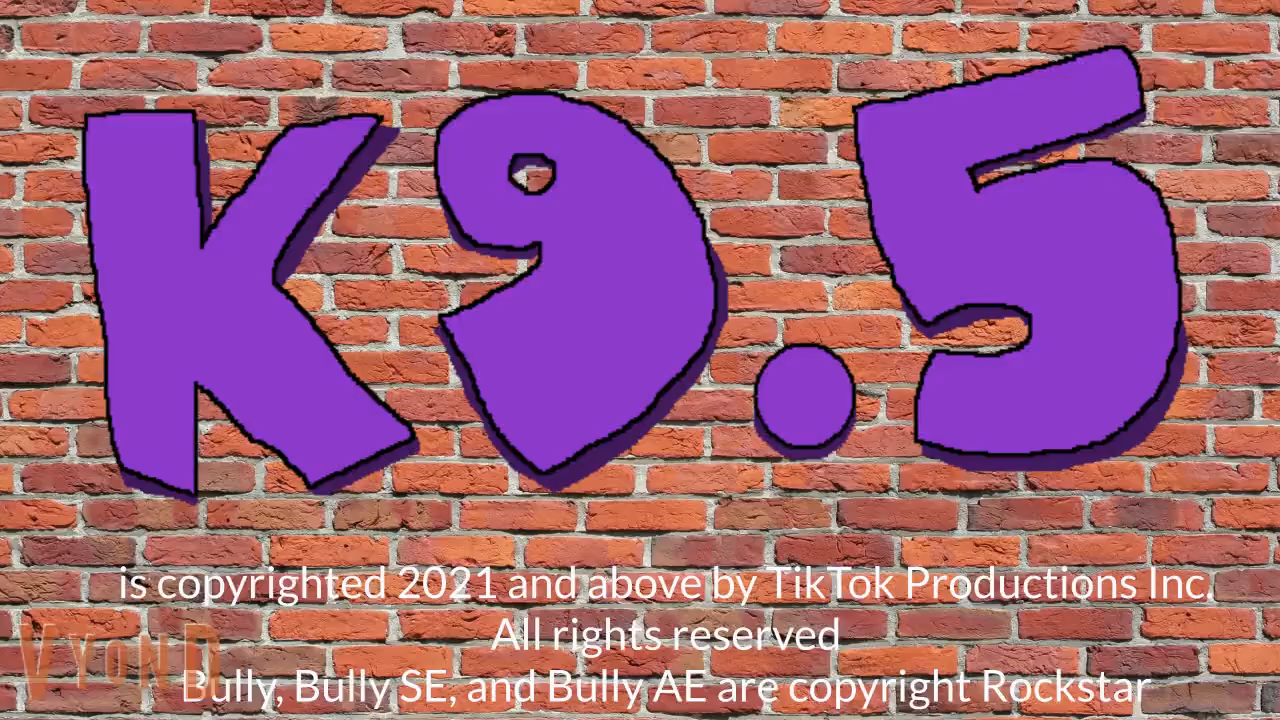 K9.5
is copyrighted 2021 and above by TikTok Productions Inc.
All rights reserved
Bully, Bully SE, and Bully AE are copyright Rockstar
VYOND